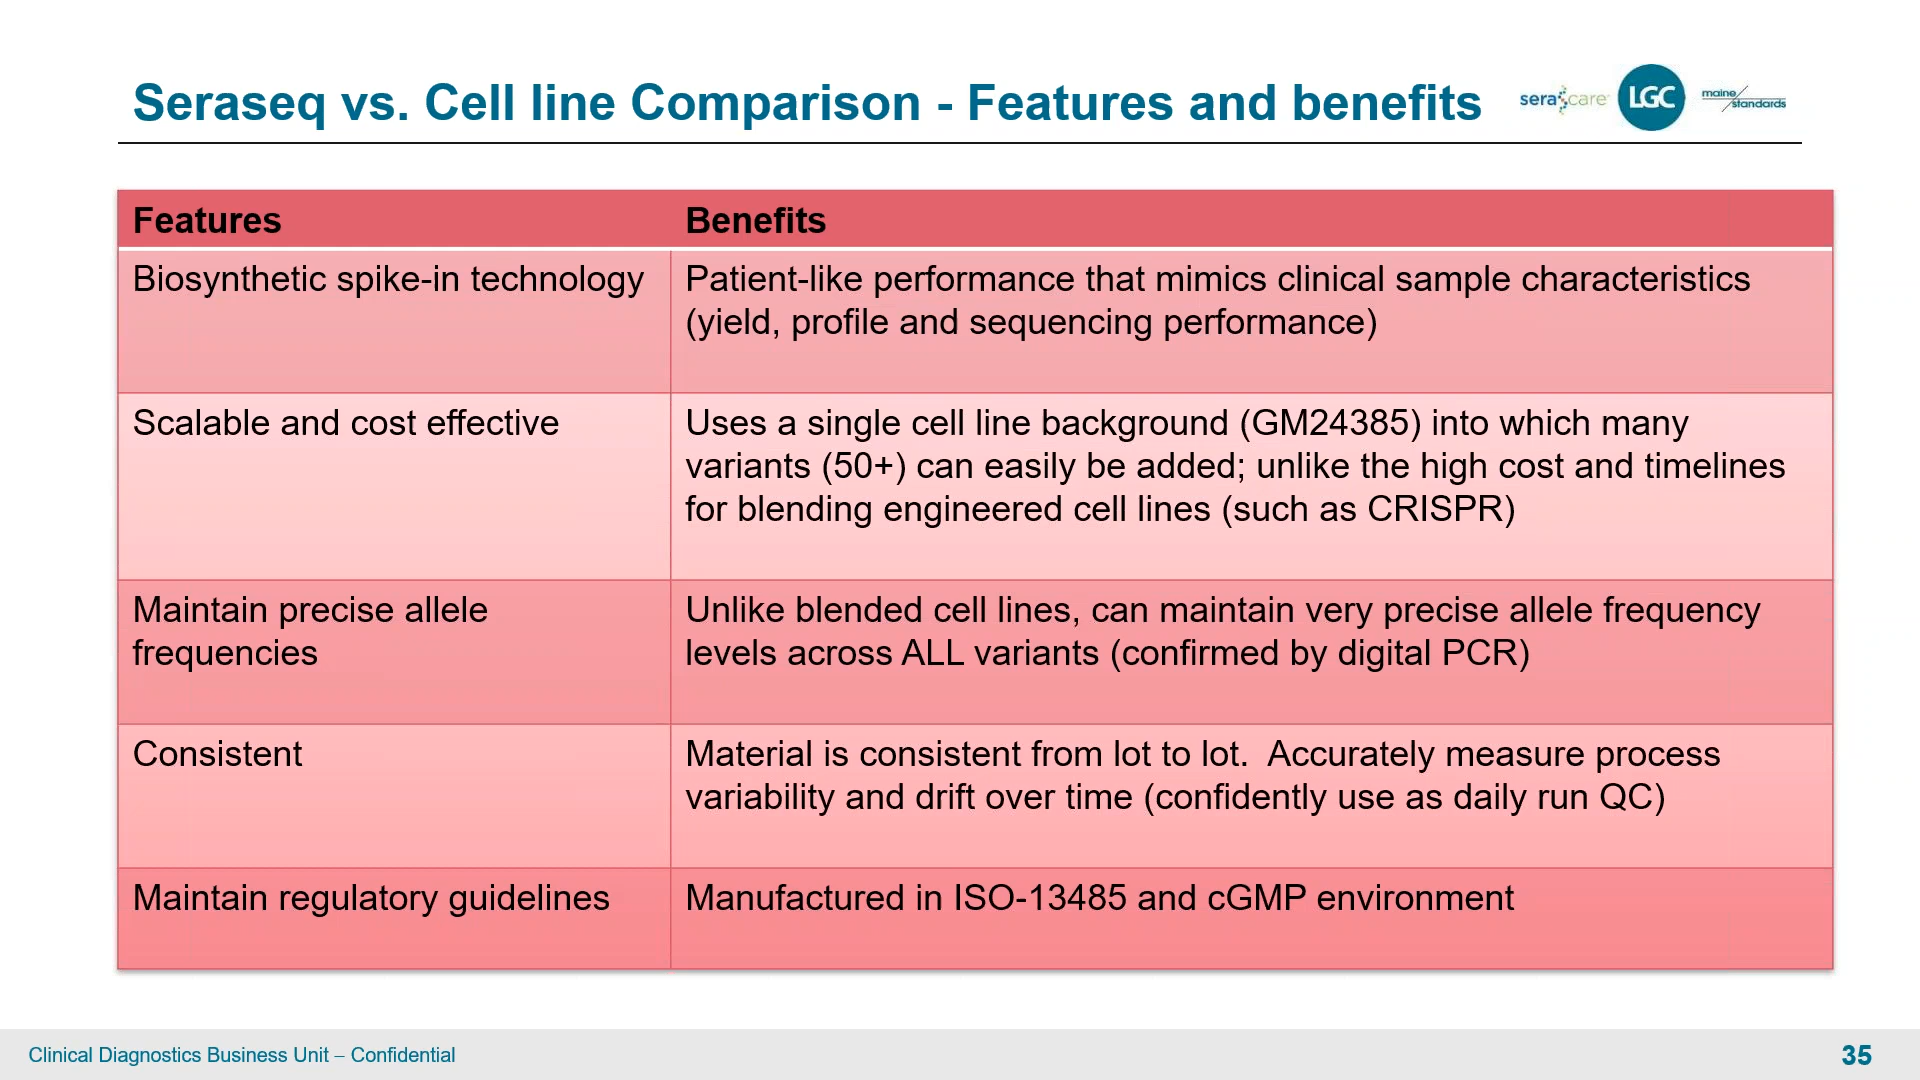 Seraseq vs. Cell line Comparison - Features and benefits
seracare
LGC
maine
standards
Features
Benefits
Biosynthetic spike-in technology
Patient-like performance that mimics clinical sample characteristics
(yield, profile and sequencing performance)
Scalable and cost effective
Uses a single cell line background (GM24385) into which many
variants (50+) can easily be added; unlike the high cost and timelines
for blending engineered cell lines (such as CRISPR)
Maintain precise allele
frequencies
Unlike blended cell lines, can maintain very precise allele frequency
levels across ALL variants (confirmed by digital PCR)
Consistent
Material is consistent from lot to lot.  Accurately measure process
variability and drift over time (confidently use as daily run QC)
Maintain regulatory guidelines
Manufactured in ISO-13485 and cGMP environment
Clinical Diagnostics Business Unit – Confidential
35